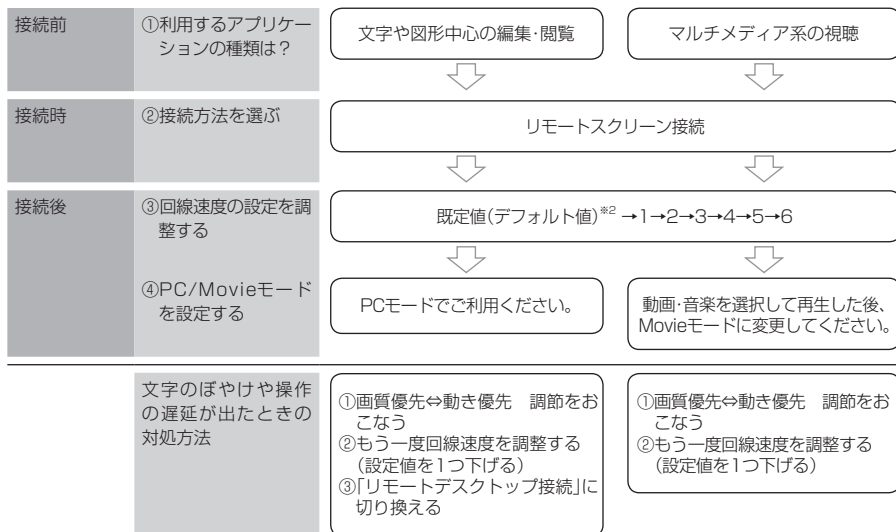 接続前
①利用するアプリケー
ションの種類は？
文字や図形中心の編集・閲覧
マルチメディア系の視聴
接続時
②接続方法を選ぶ
リモートスクリーン接続
接続後
③回線速度の設定を調
整する
既定値(デフォルト値)※2 →1→2→3→4→5→6
④PC/Movieモード
を設定する
PCモードでご利用ください。
動画・音楽を選択して再生した後、
Movieモードに変更してください。
文字のぼやけや操作
の遅延が出たときの
対処方法
①画質優先⇔動き優先　調節をお
こなう
②もう一度回線速度を調整する
（設定値を1つ下げる）
③「リモートデスクトップ接続」に
切り換える
①画質優先⇔動き優先　調節をお
こなう
②もう一度回線速度を調整する
（設定値を1つ下げる）